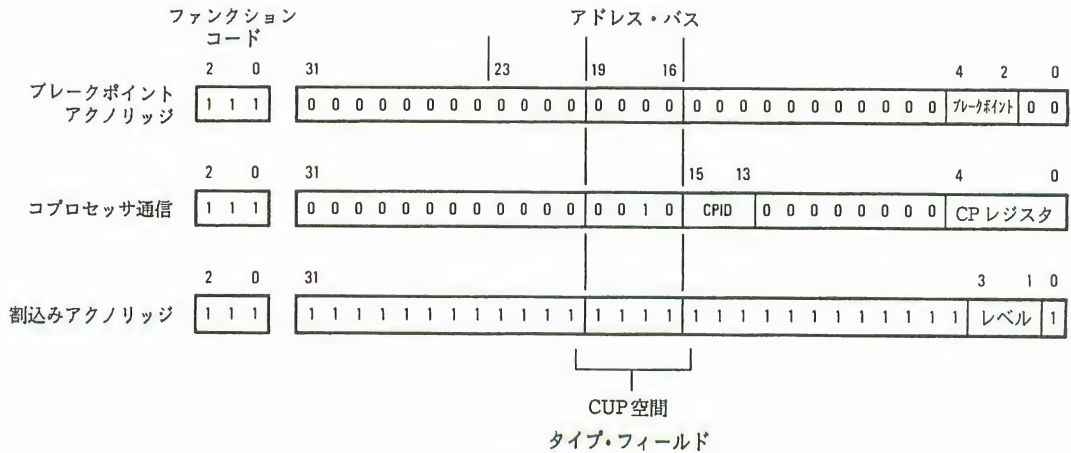 ファンクション
コード
アドレス・バス
2 0 31 23 19 16 4 2 0
ブレークポイント
アクノリッジ
1 1 1 0 0 0 0 0 0 0 0 0 0 0 0 0 0 0 0 0 0 0 0 0 0 0 0 0 0 0 ブレークポイント 0 0
2 0 31 15 13 4 0
コプロセッサ通信 1 1 1 0 0 0 0 0 0 0 0 0 0 0 0 0 0 1 0 CPID 0 0 0 0 0 0 0 0 CPレジスタ
2 0 31 3 1 0
割込みアクノリッジ 1 1 1 1 1 1 1 1 1 1 1 1 1 1 1 1 1 1 1 1 1 1 1 1 1 1 1 1 1 1 1 レベル 1
CUP空間
タイプ・フィールド